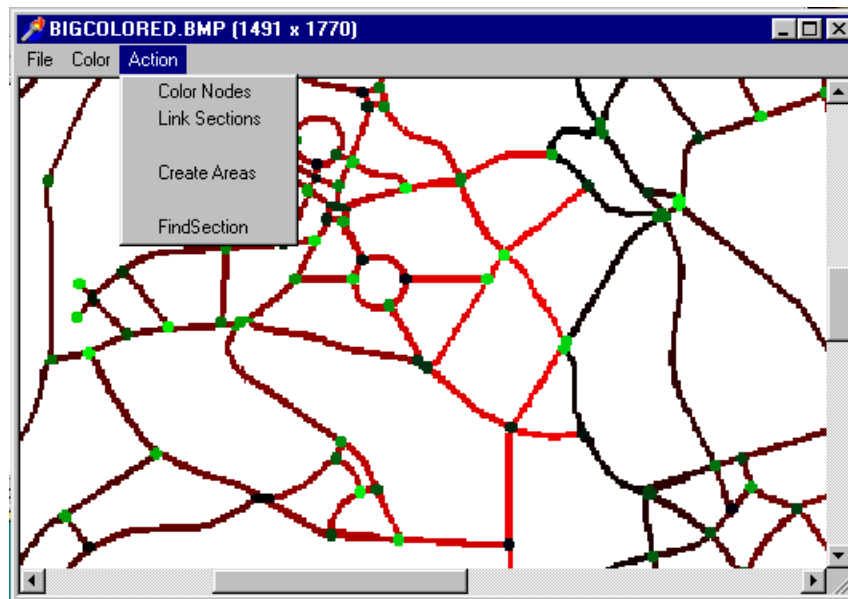 BIGCOLORED.BMP (1491 x 1770)
File Color Action
Color Nodes
Link Sections
Create Areas
FindSection